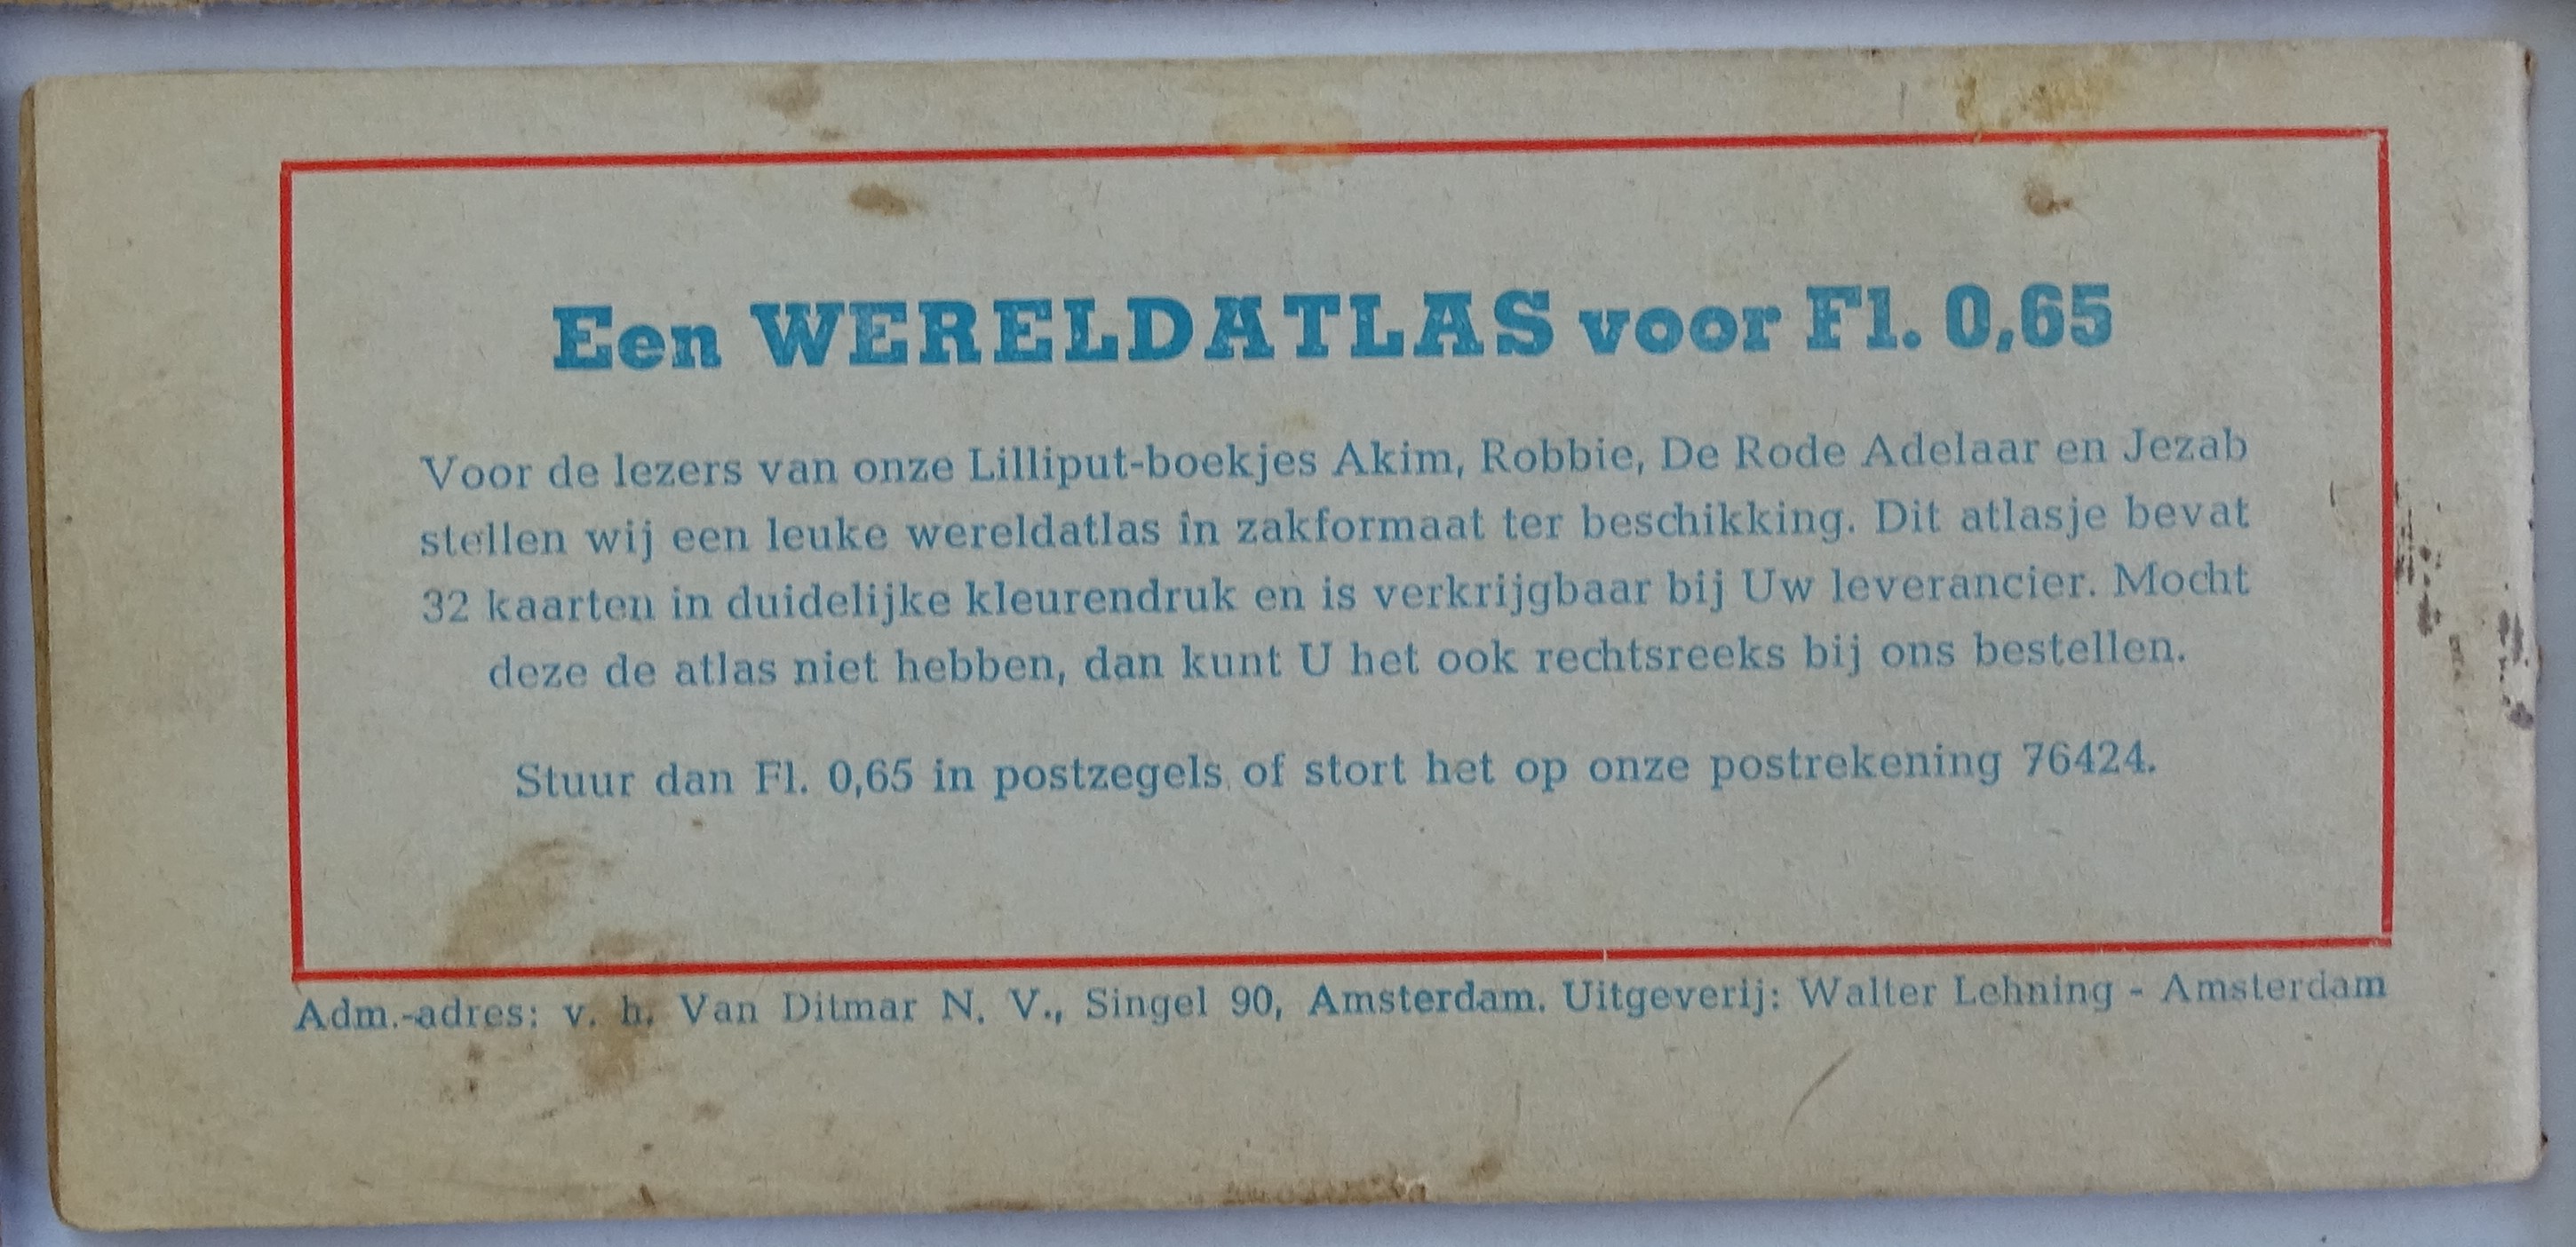 Een WERELDATLAS voor Fl. 0,65
Voor de lezers van onze Lilliput-boekjes Akim, Robbie, De Rode Adelaar en Jezab
stellen wij een leuke wereldatlas in zakformaat ter beschikking. Dit atlasje bevat
32 kaarten in duidelijke kleurendruk en is verkrijgbaar bij Uw leverancier. Mocht
deze de atlas niet hebben, dan kunt U het ook rechtsreeks bij ons bestellen.
Stuur dan Fl. 0,65 in postzegels of stort het op onze postrekening 76424.
Adm.-adres: v. h. Van Ditmar N. V., Singel 90, Amsterdam. Uitgeverij: Walter Lehning - Amsterdam